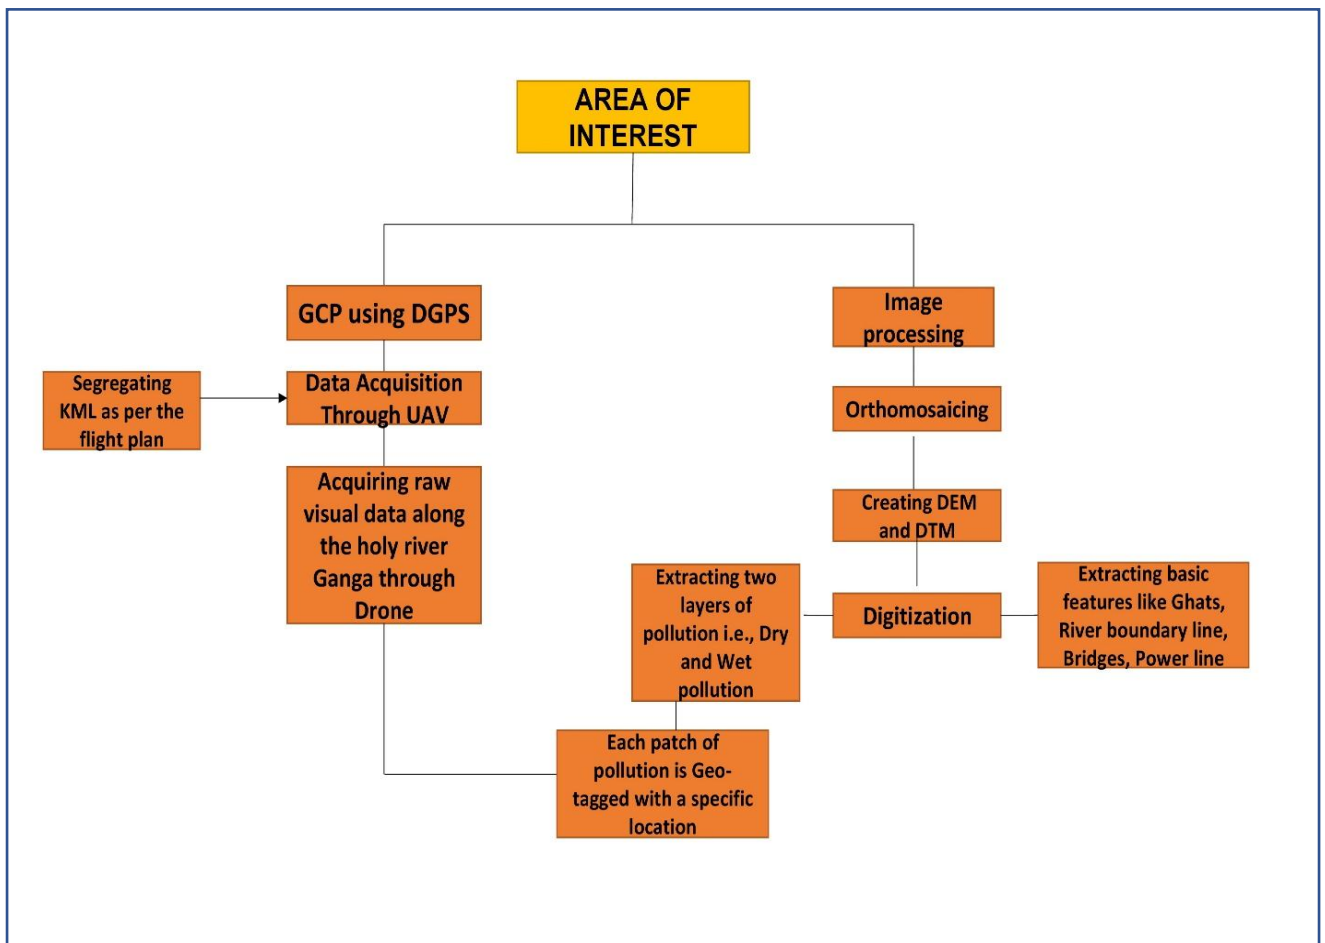 AREA OF
INTEREST
GCP using DGPS
Image
processing
Segregating
KML as per the
flight plan
Data Acquisition
Through UAV
Orthomosaicing
Acquiring raw
visual data along
the holy river
Ganga through
Drone
Creating DEM
and DTM
Extracting two
layers of
pollution i.e., Dry
and Wet
pollution
Digitization
Extracting basic
features like Ghats,
River boundary line,
Bridges, Power line
Each patch of
pollution is Geo-
tagged with a specific
location